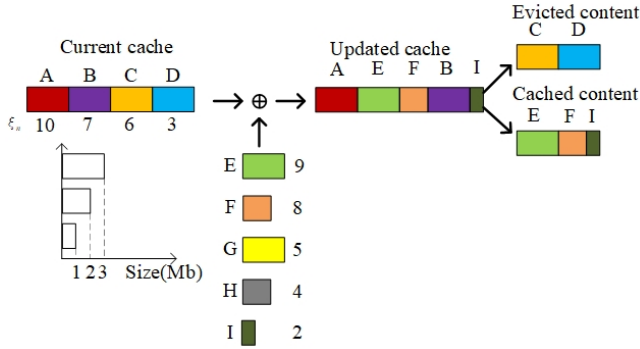 Evicted content
C D
Current cache
Updated cache
A B C D
A E F B I
Cached content
E F I
ξ 10 7 6 3
E 9
F 8
G 5
H 4
I 2
1 2 3 Size(Mb)